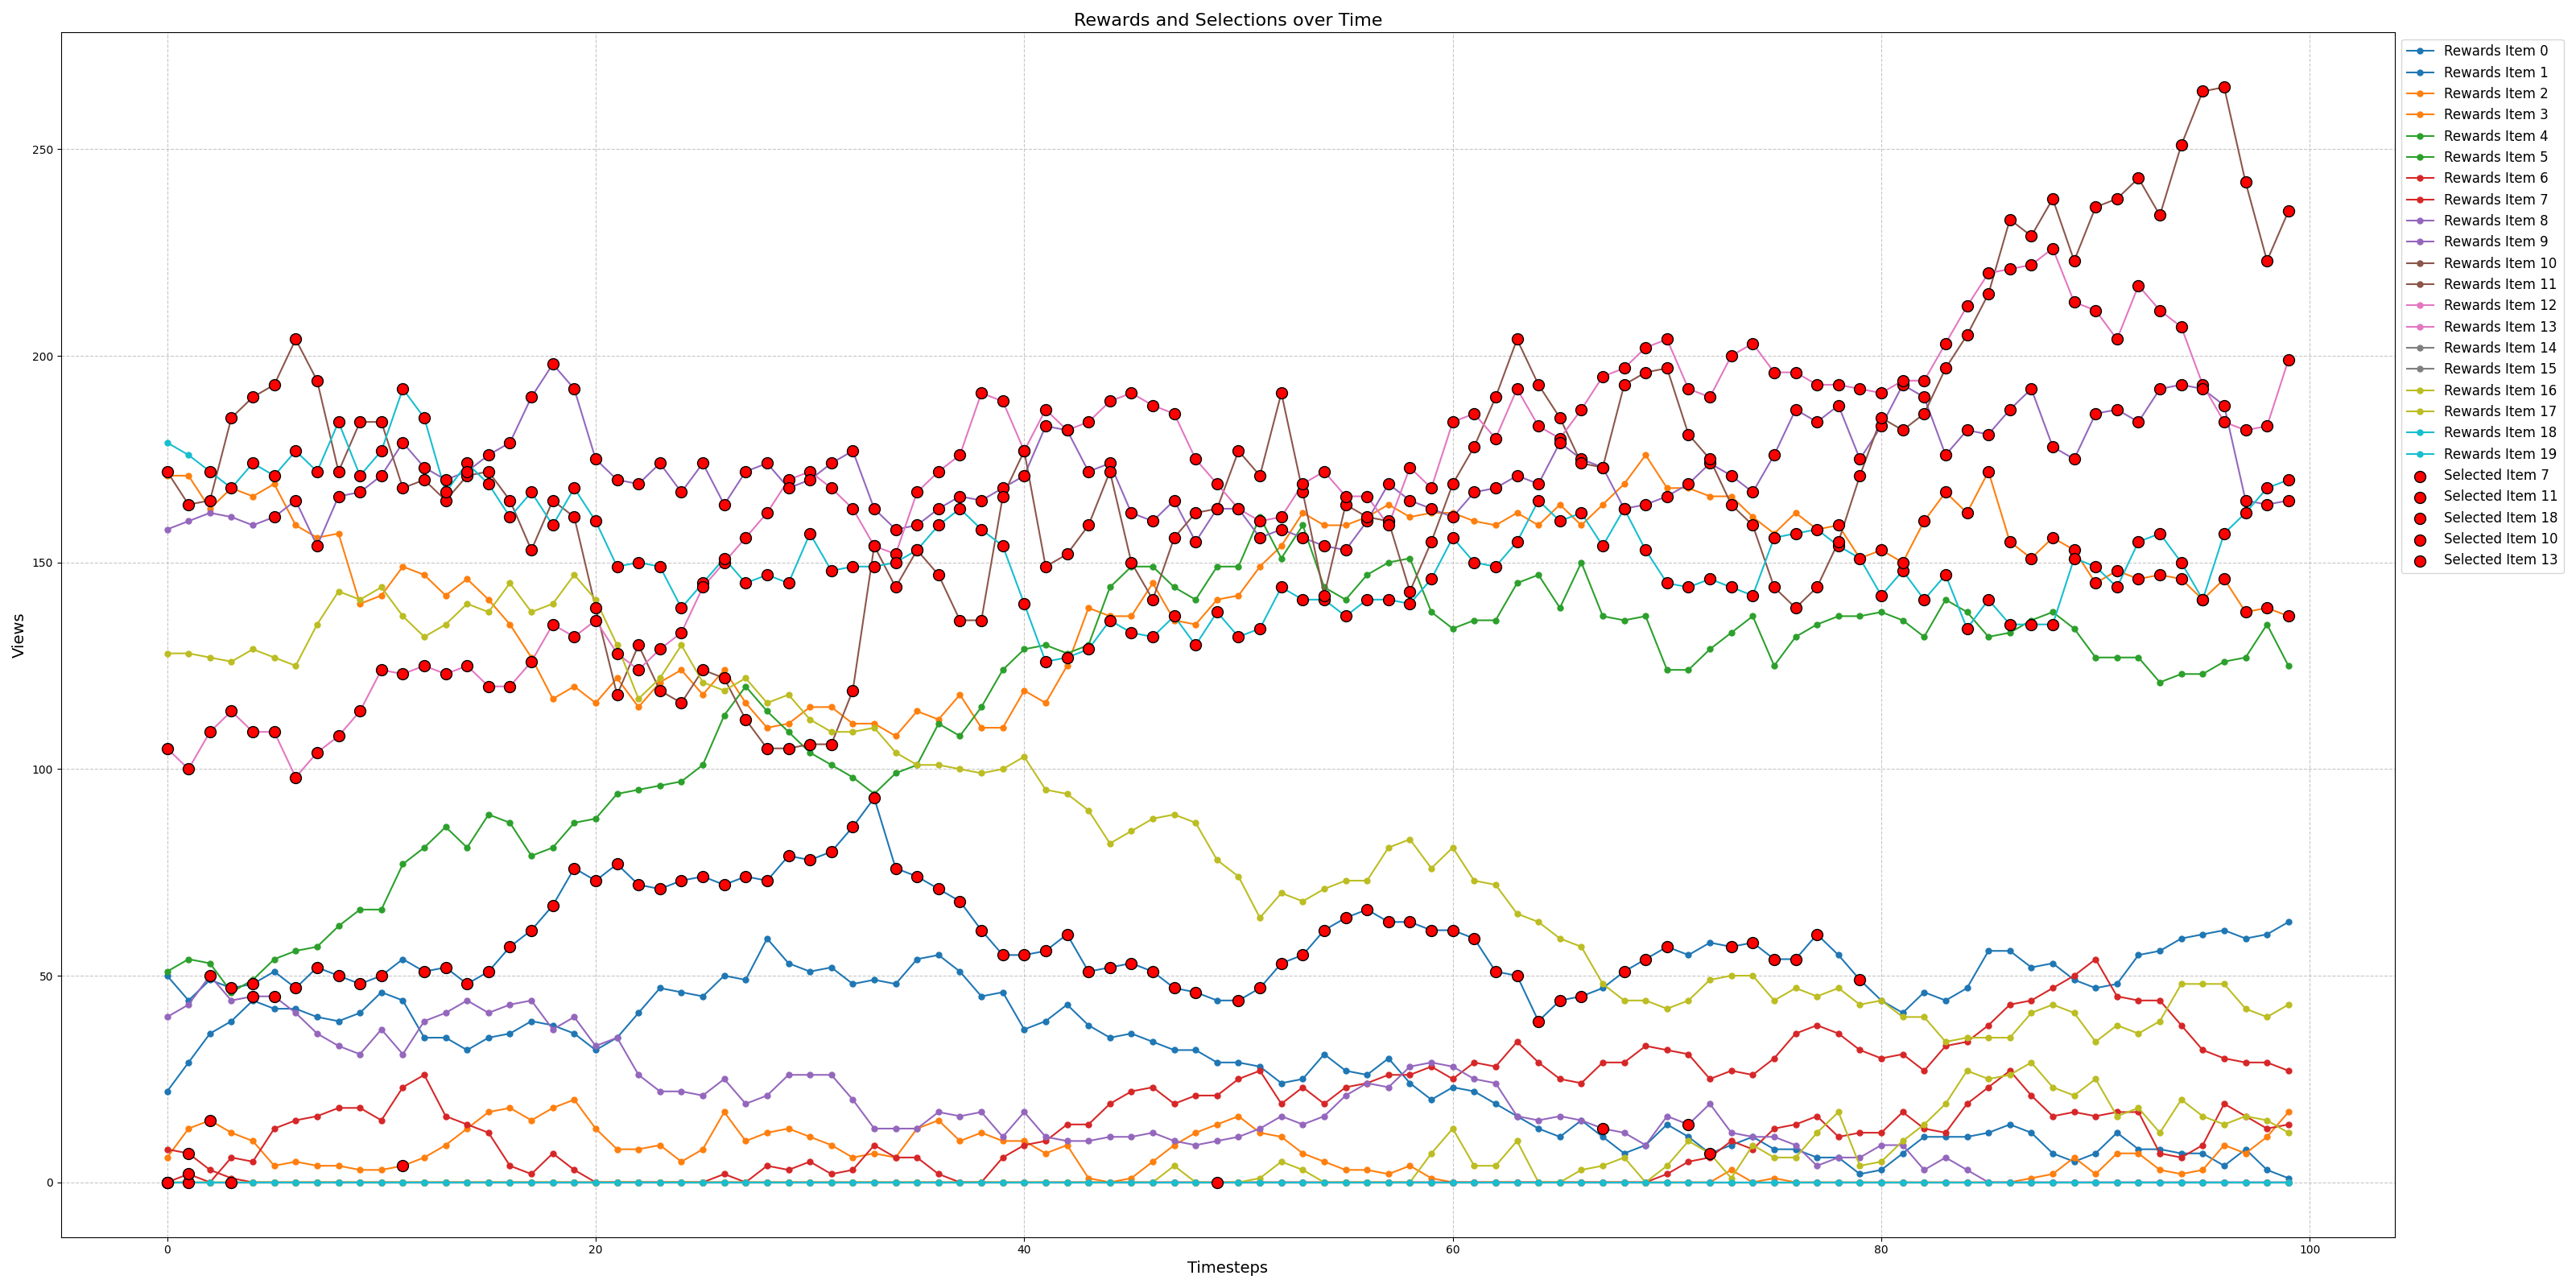 Rewards and Selections over Time
Views
250
200
150
100
50
0
0
20
40
60
80
100
Timesteps
Rewards Item 0
Rewards Item 1
Rewards Item 2
Rewards Item 3
Rewards Item 4
Rewards Item 5
Rewards Item 6
Rewards Item 7
Rewards Item 8
Rewards Item 9
Rewards Item 10
Rewards Item 11
Rewards Item 12
Rewards Item 13
Rewards Item 14
Rewards Item 15
Rewards Item 16
Rewards Item 17
Rewards Item 18
Rewards Item 19
Selected Item 7
Selected Item 11
Selected Item 18
Selected Item 10
Selected Item 13